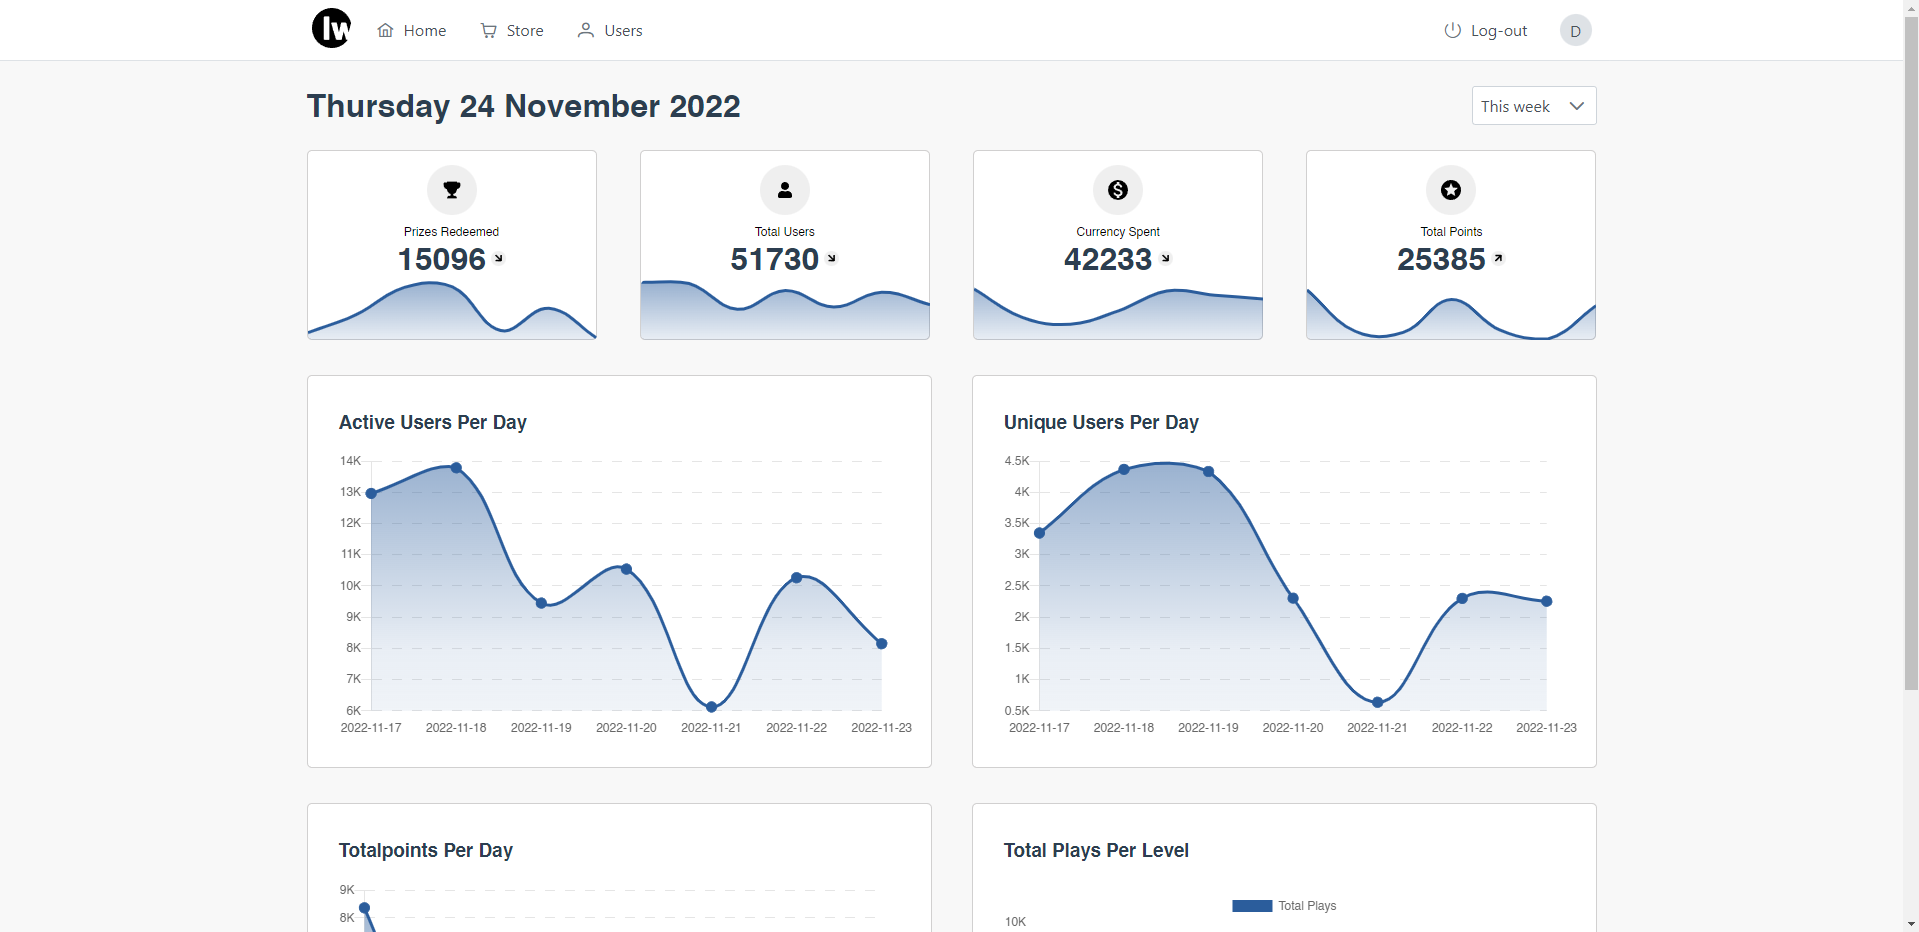 lw
Home
Store
Users
Log-out
D
Thursday 24 November 2022
This week
Prizes Redeemed
15096
Total Users
51730
Currency Spent
42233
Total Points
25385
Active Users Per Day
14K
13K
12K
11K
10K
9K
8K
7K
6K
2022-11-17 2022-11-18 2022-11-19 2022-11-20 2022-11-21 2022-11-22 2022-11-23
Unique Users Per Day
4.5K
4K
3.5K
3K
2.5K
2K
1.5K
1K
0.5K
2022-11-17 2022-11-18 2022-11-19 2022-11-20 2022-11-21 2022-11-22 2022-11-23
Totalpoints Per Day
9K
8K
Total Plays Per Level
Total Plays
10K